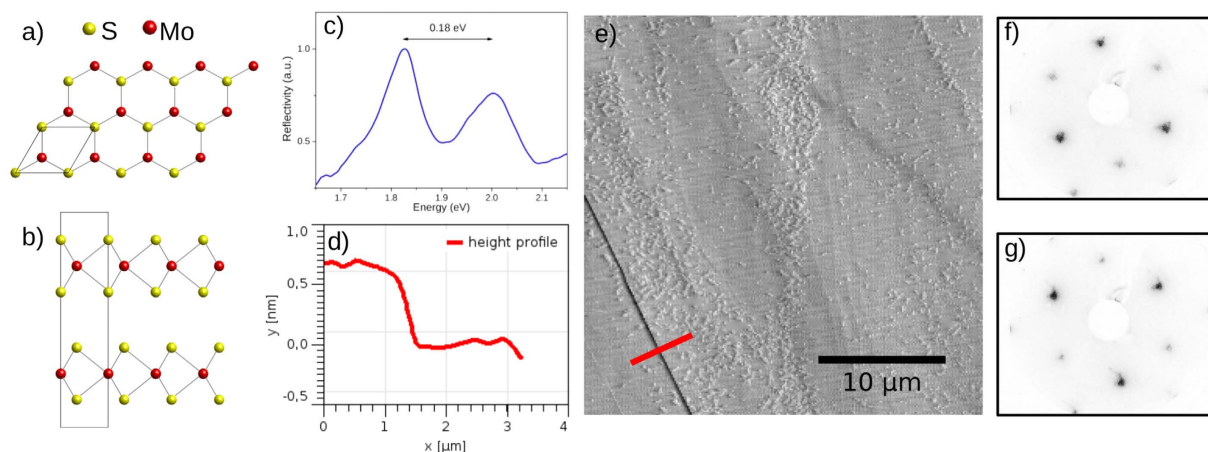 a)
S
Mo
b)
c)
0.18 eV
Reflectivity (a.u.)
1.0
0.5
1.7
1.8
1.9
2.0
2.1
Energy (eV)
d)
height profile
y [nm]
1,0
0,5
0,0
-0,5
0
1
2
3
4
x [µm]
e)
10 µm
f)
g)